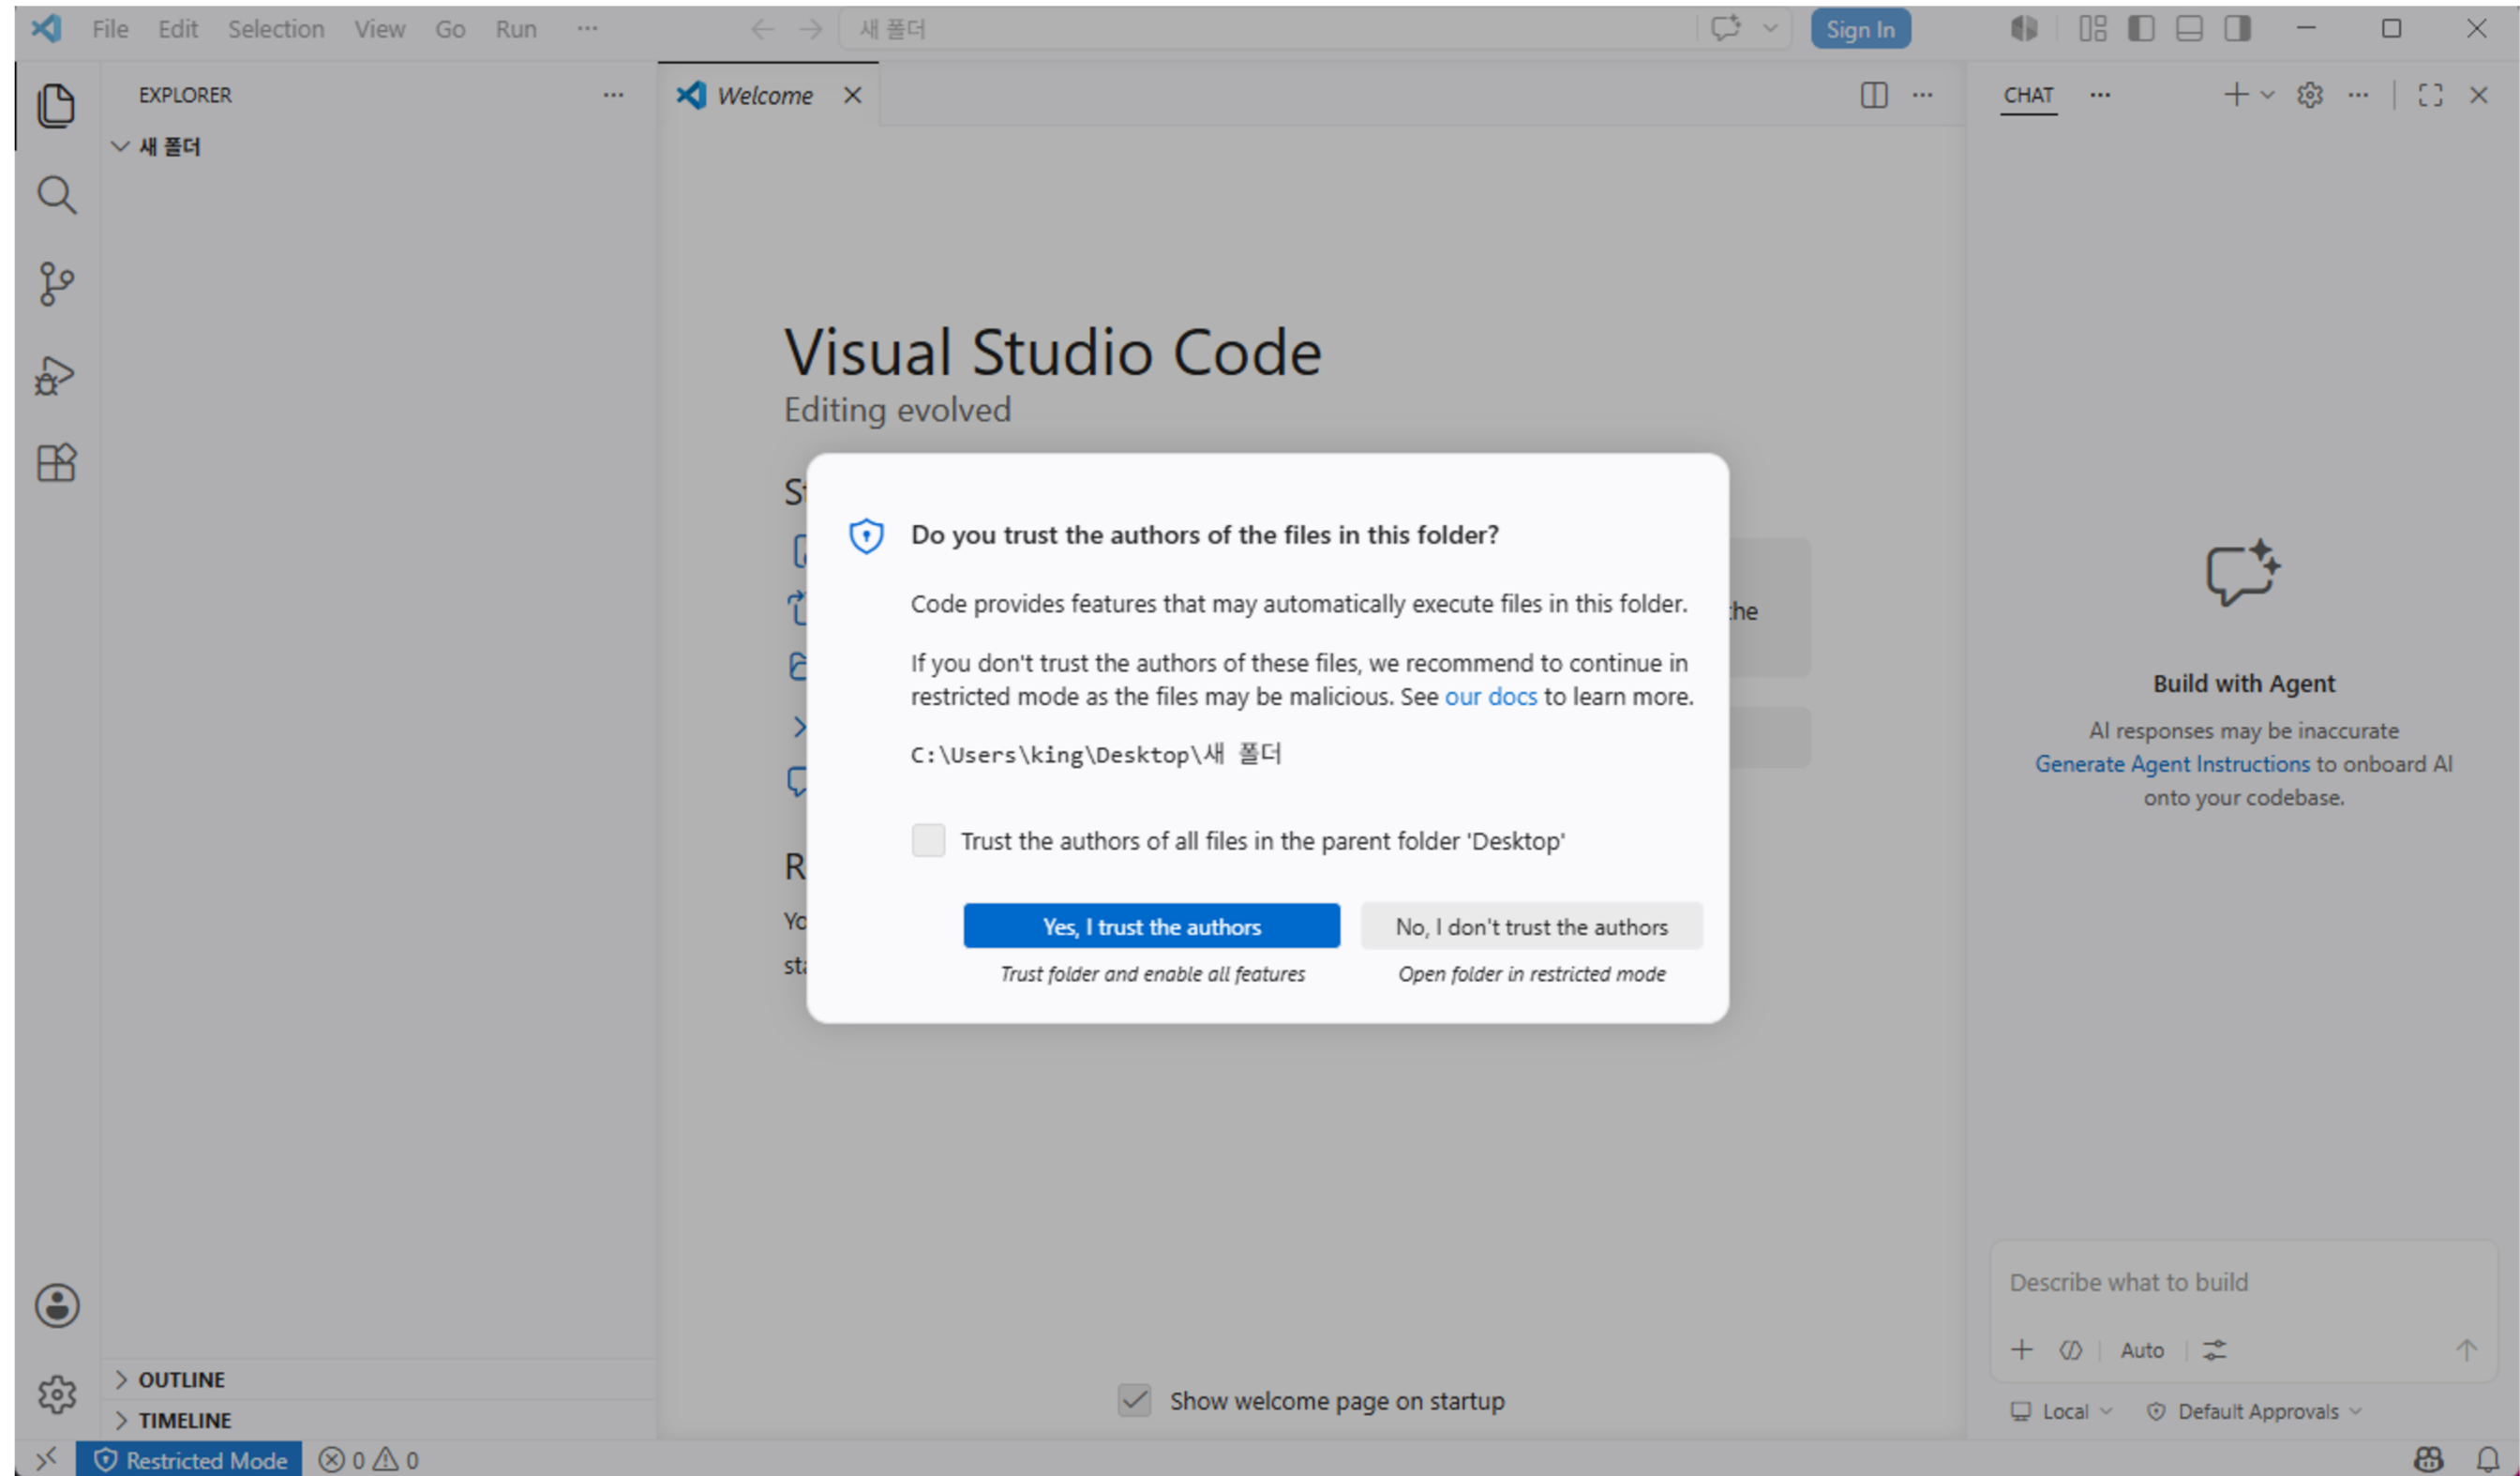 File Edit Selection View Go Run ···
새 폴더
Sign In
EXPLORER ···
새 폴더
Welcome
···
CHAT ···
···
Visual Studio Code
Editing evolved
St
R
Yo
sta
the
Do you trust the authors of the files in this folder?
Code provides features that may automatically execute files in this folder.
If you don't trust the authors of these files, we recommend to continue in
restricted mode as the files may be malicious. See our docs to learn more.
C:\Users\king\Desktop\새 폴더
Trust the authors of all files in the parent folder 'Desktop'
Yes, I trust the authors
No, I don't trust the authors
Trust folder and enable all features
Open folder in restricted mode
Build with Agent
AI responses may be inaccurate
Generate Agent Instructions to onboard AI
onto your codebase.
Describe what to build
Auto
Local
Default Approvals
Show welcome page on startup
OUTLINE
TIMELINE
Restricted Mode
0
0